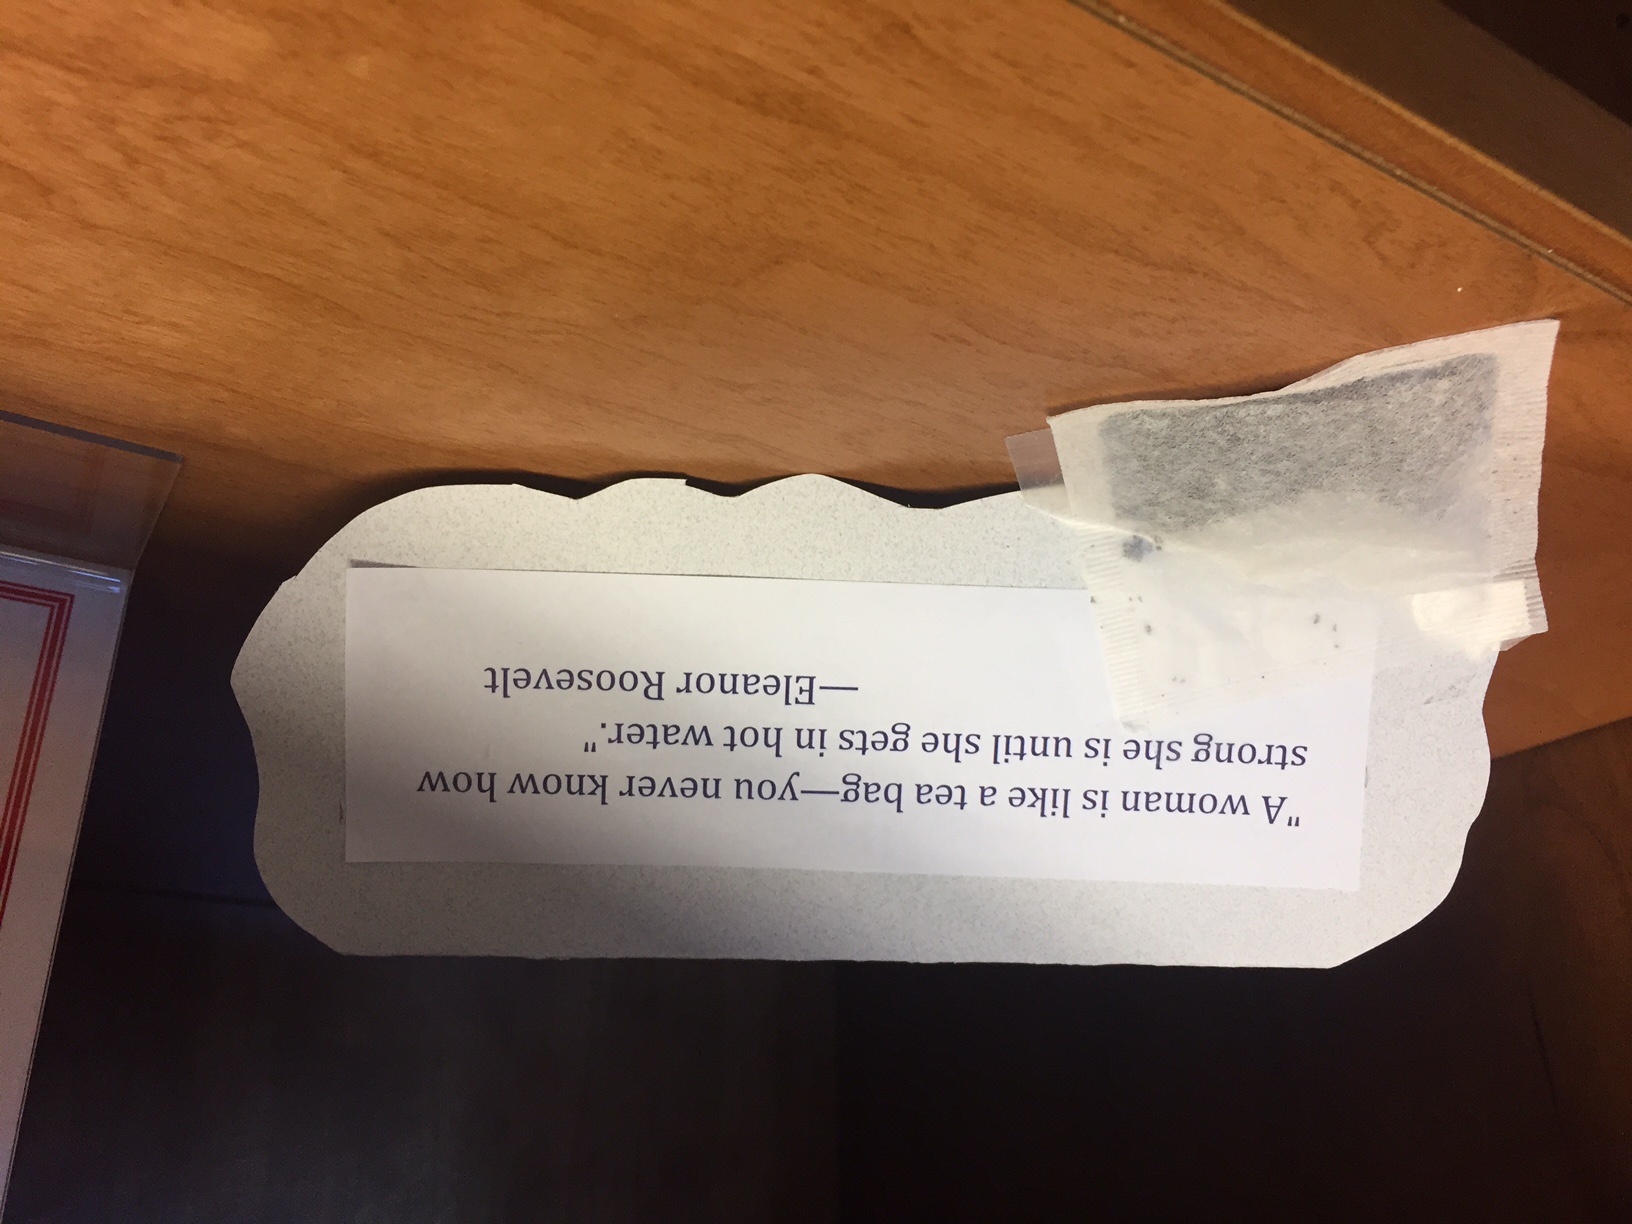 "A woman is like a tea bag—you never know how
strong she is until she gets in hot water."
—Eleanor Roosevelt